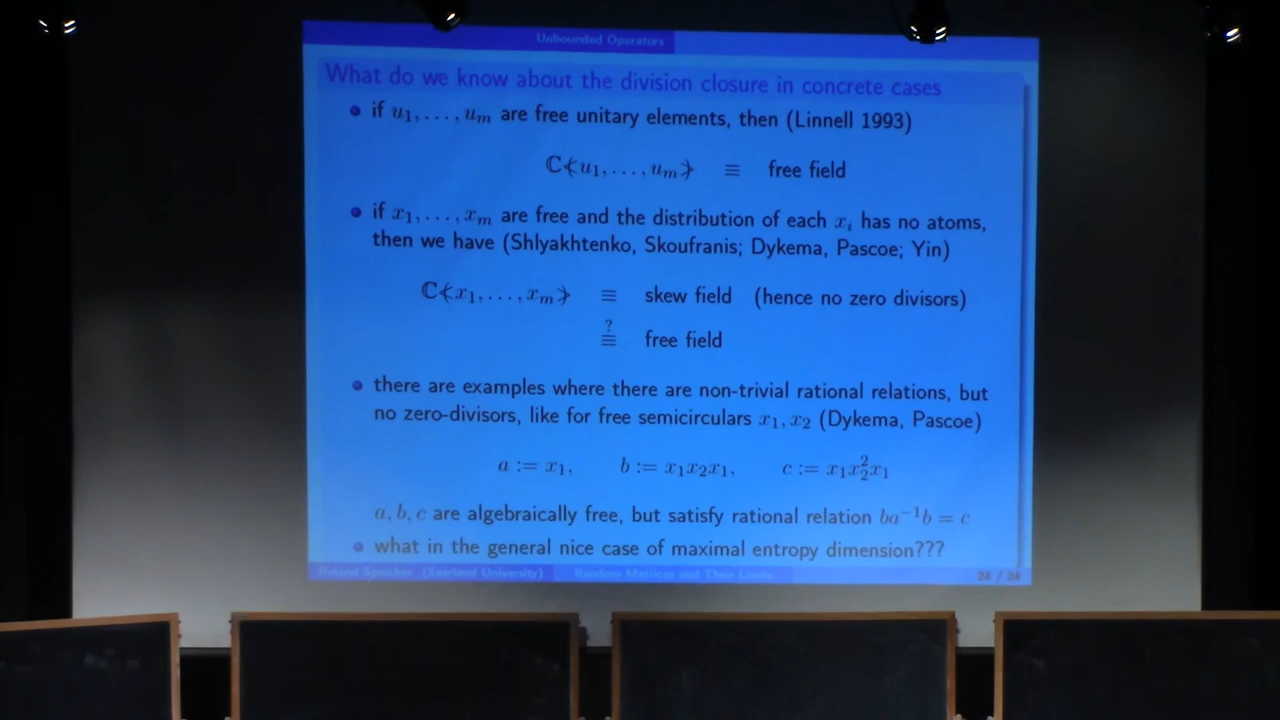 Unbounded Operators
What do we know about the division closure in concrete cases
if u₁, . . . , uₘ are free unitary elements, then (Linnell 1993)
ℂ⦓u₁, . . . , uₘ⦔ ≡ free field
if x₁, . . . , xₘ are free and the distribution of each xᵢ has no atoms,
then we have (Shlyakhtenko, Skoufranis; Dykema, Pascoe; Yin)
ℂ⦓x₁, . . . , xₘ⦔ ≡ skew field (hence no zero divisors)
?
≡ free field
there are examples where there are non-trivial rational relations, but
no zero-divisors, like for free semicirculars x₁, x₂ (Dykema, Pascoe)
a := x₁, b := x₁x₂x₁, c := x₁x₂²x₁
a, b, c are algebraically free, but satisfy rational relation ba⁻¹b = c
what in the general nice case of maximal entropy dimension???
Roland Speicher (Saarland University) Random Matrices and Their Limits 24 / 24